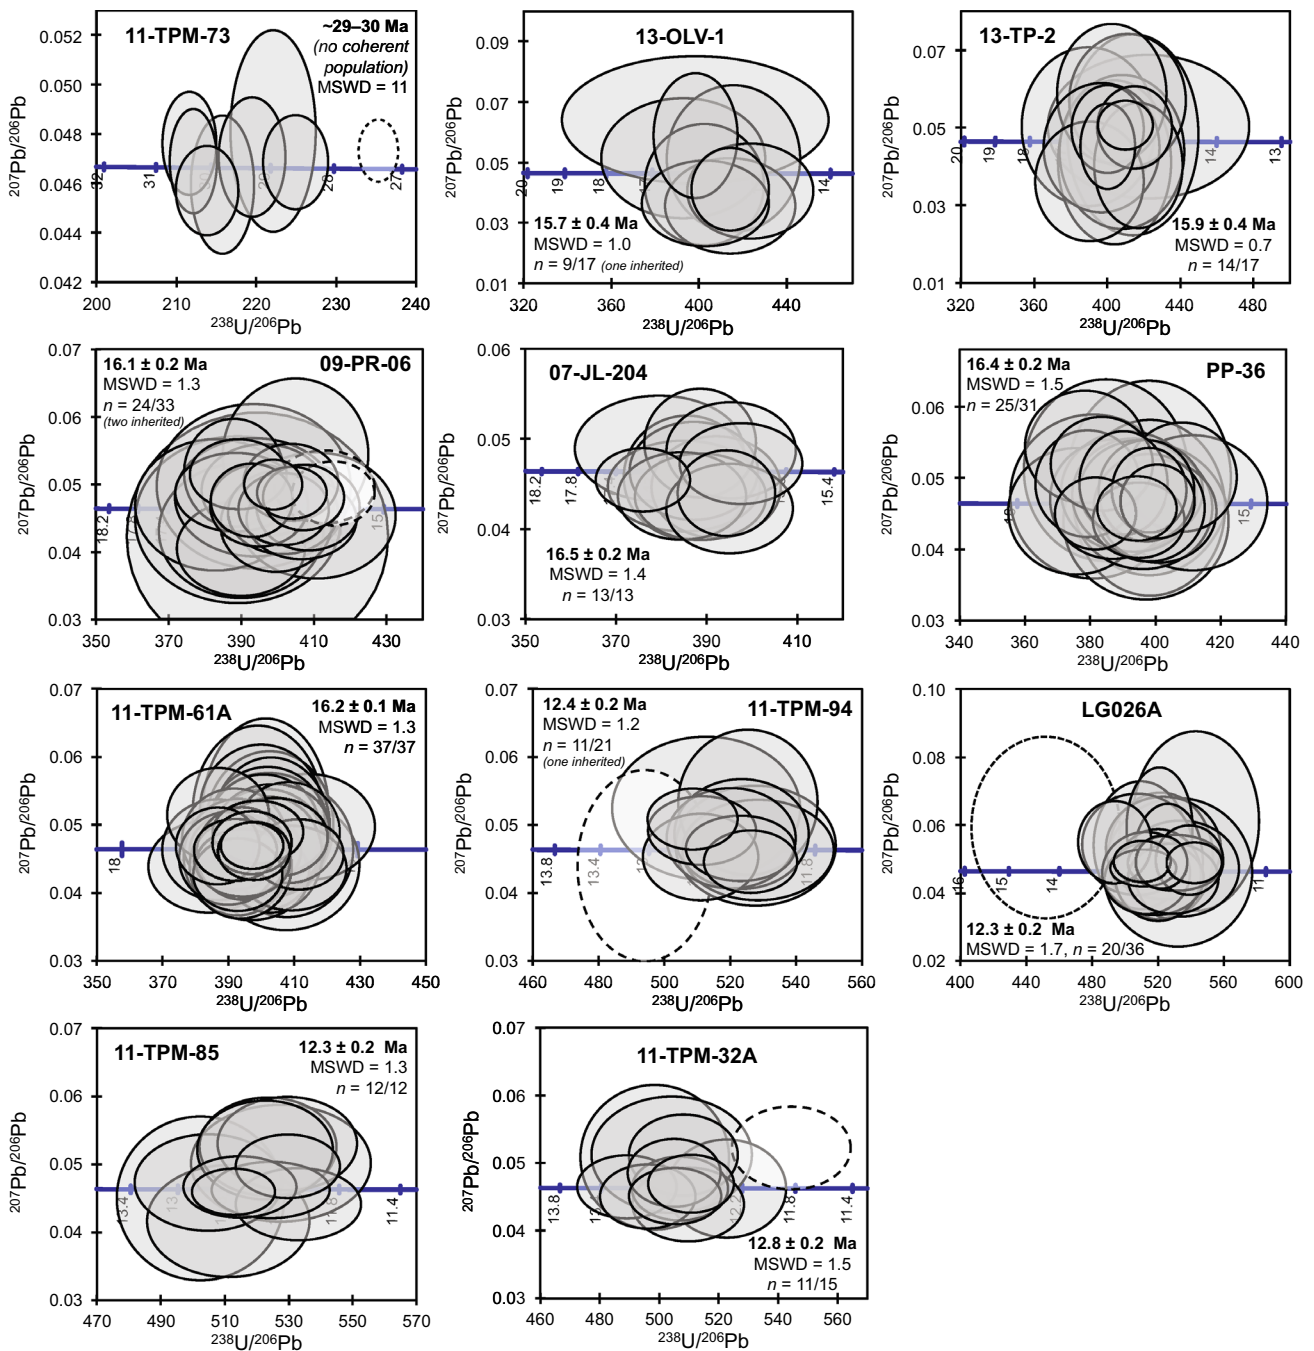 11-TPM-73
~29–30 Ma
(no coherent
population)
MSWD = 11
0.052
0.050
0.048
0.046
0.044
0.042
207Pb/206Pb
32
31
28
27
200
210
220
230
240
238U/206Pb
13-OLV-1
0.09
0.07
0.05
0.03
0.01
207Pb/206Pb
20
19
18
17
14
15.7 ± 0.4 Ma
MSWD = 1.0
n = 9/17 (one inherited)
320
360
400
440
238U/206Pb
13-TP-2
0.07
0.05
0.03
0.01
207Pb/206Pb
20
19
18
14
13
15.9 ± 0.4 Ma
MSWD = 0.7
n = 14/17
320
360
400
440
480
238U/206Pb
16.1 ± 0.2 Ma
09-PR-06
MSWD = 1.3
n = 24/33
(two inherited)
0.07
0.06
0.05
0.04
0.03
207Pb/206Pb
18.2
17.8
350
370
390
410
430
238U/206Pb
07-JL-204
0.06
0.05
0.04
0.03
207Pb/206Pb
18.2
17.8
15.4
16.5 ± 0.2 Ma
MSWD = 1.4
n = 13/13
350
370
390
410
238U/206Pb
16.4 ± 0.2 Ma
PP-36
MSWD = 1.5
n = 25/31
0.06
0.05
0.04
0.03
207Pb/206Pb
18
15
340
360
380
400
420
440
238U/206Pb
11-TPM-61A
16.2 ± 0.1 Ma
MSWD = 1.3
n = 37/37
0.07
0.06
0.05
0.04
0.03
207Pb/206Pb
18
350
370
390
410
430
450
238U/206Pb
12.4 ± 0.2 Ma
11-TPM-94
MSWD = 1.2
n = 11/21
(one inherited)
0.07
0.06
0.05
0.04
0.03
207Pb/206Pb
13.8
13.4
11.8
460
480
500
520
540
560
238U/206Pb
LG026A
0.10
0.08
0.06
0.04
0.02
207Pb/206Pb
16
15
14
11
12.3 ± 0.2 Ma
MSWD = 1.7, n = 20/36
400
440
480
520
560
600
238U/206Pb
11-TPM-85
12.3 ± 0.2 Ma
MSWD = 1.3
n = 12/12
0.07
0.06
0.05
0.04
0.03
207Pb/206Pb
13.4
11.8
11.4
470
490
510
530
550
570
238U/206Pb
11-TPM-32A
0.07
0.06
0.05
0.04
0.03
207Pb/206Pb
13.8
12.2
11.8
11.4
12.8 ± 0.2 Ma
MSWD = 1.5
n = 11/15
460
480
500
520
540
560
238U/206Pb